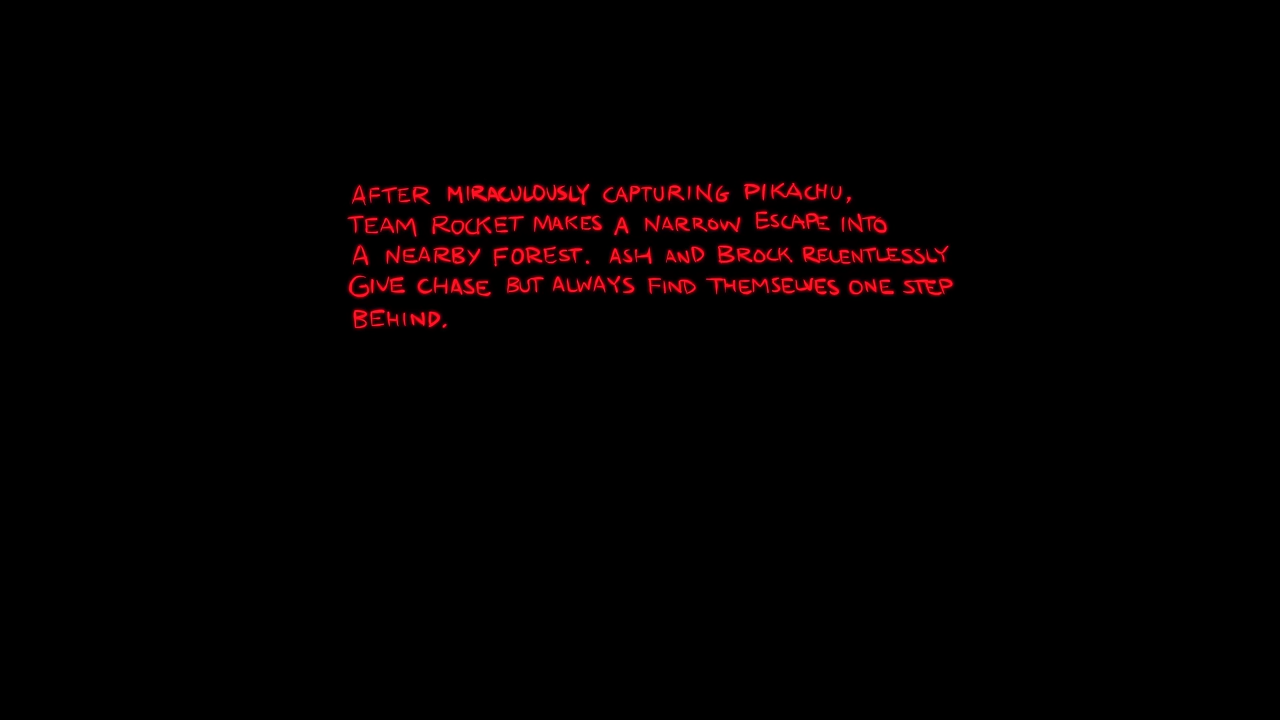 AFTER MIRACULOUSLY CAPTURING PIKACHU,
TEAM ROCKET MAKES A NARROW ESCAPE INTO
A NEARBY FOREST. ASH AND BROCK RELENTLESSLY
GIVE CHASE BUT ALWAYS FIND THEMSELVES ONE STEP
BEHIND.